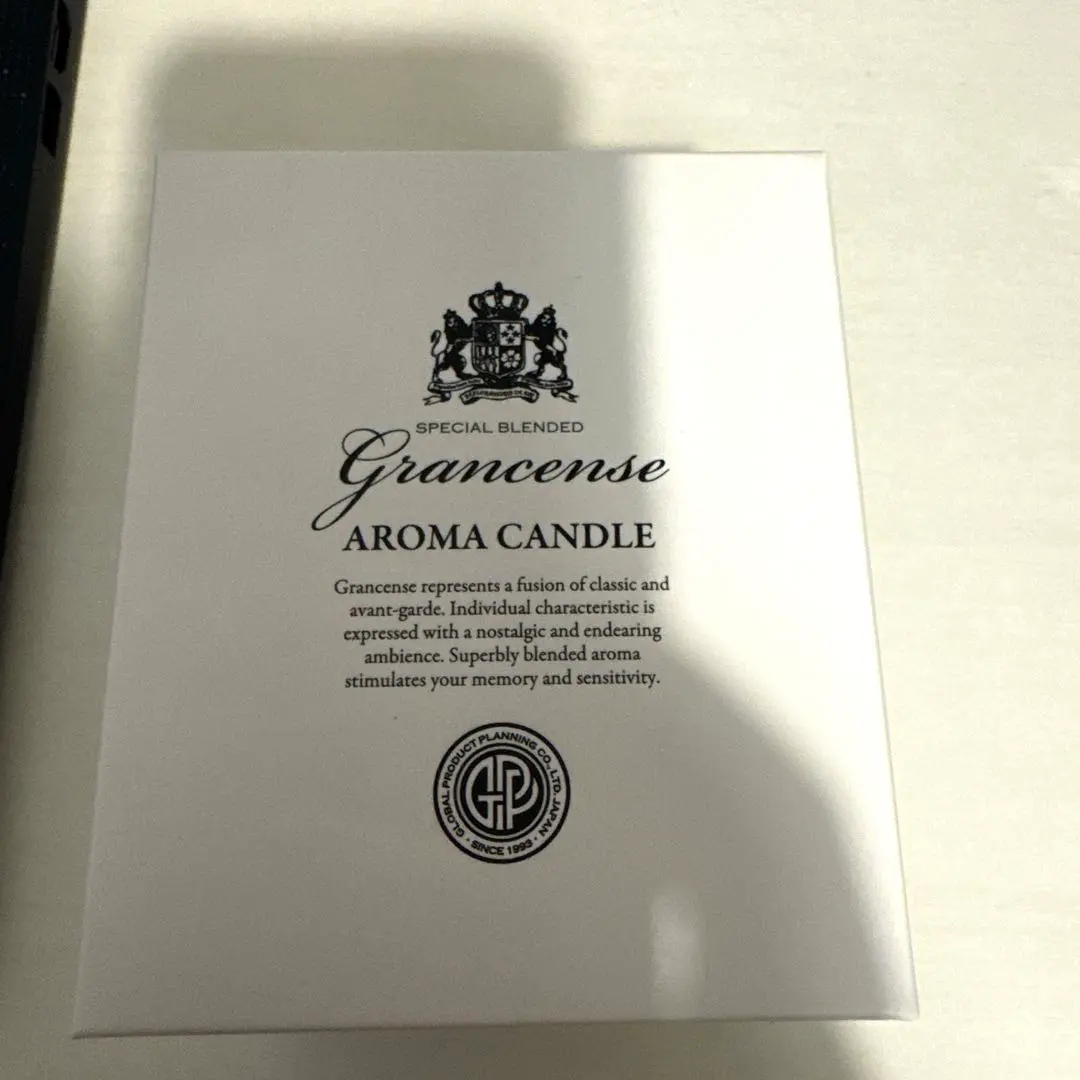 SPECIAL BLENDED
Grancense
AROMA CANDLE
Grancense represents a fusion of classic and
avant-garde. Individual characteristic is
expressed with a nostalgic and endearing
ambience. Superbly blended aroma
stimulates your memory and sensitivity.
GLOBAL PRODUCT PLANNING CO., LTD. JAPAN
GPP
· SINCE 1993 ·